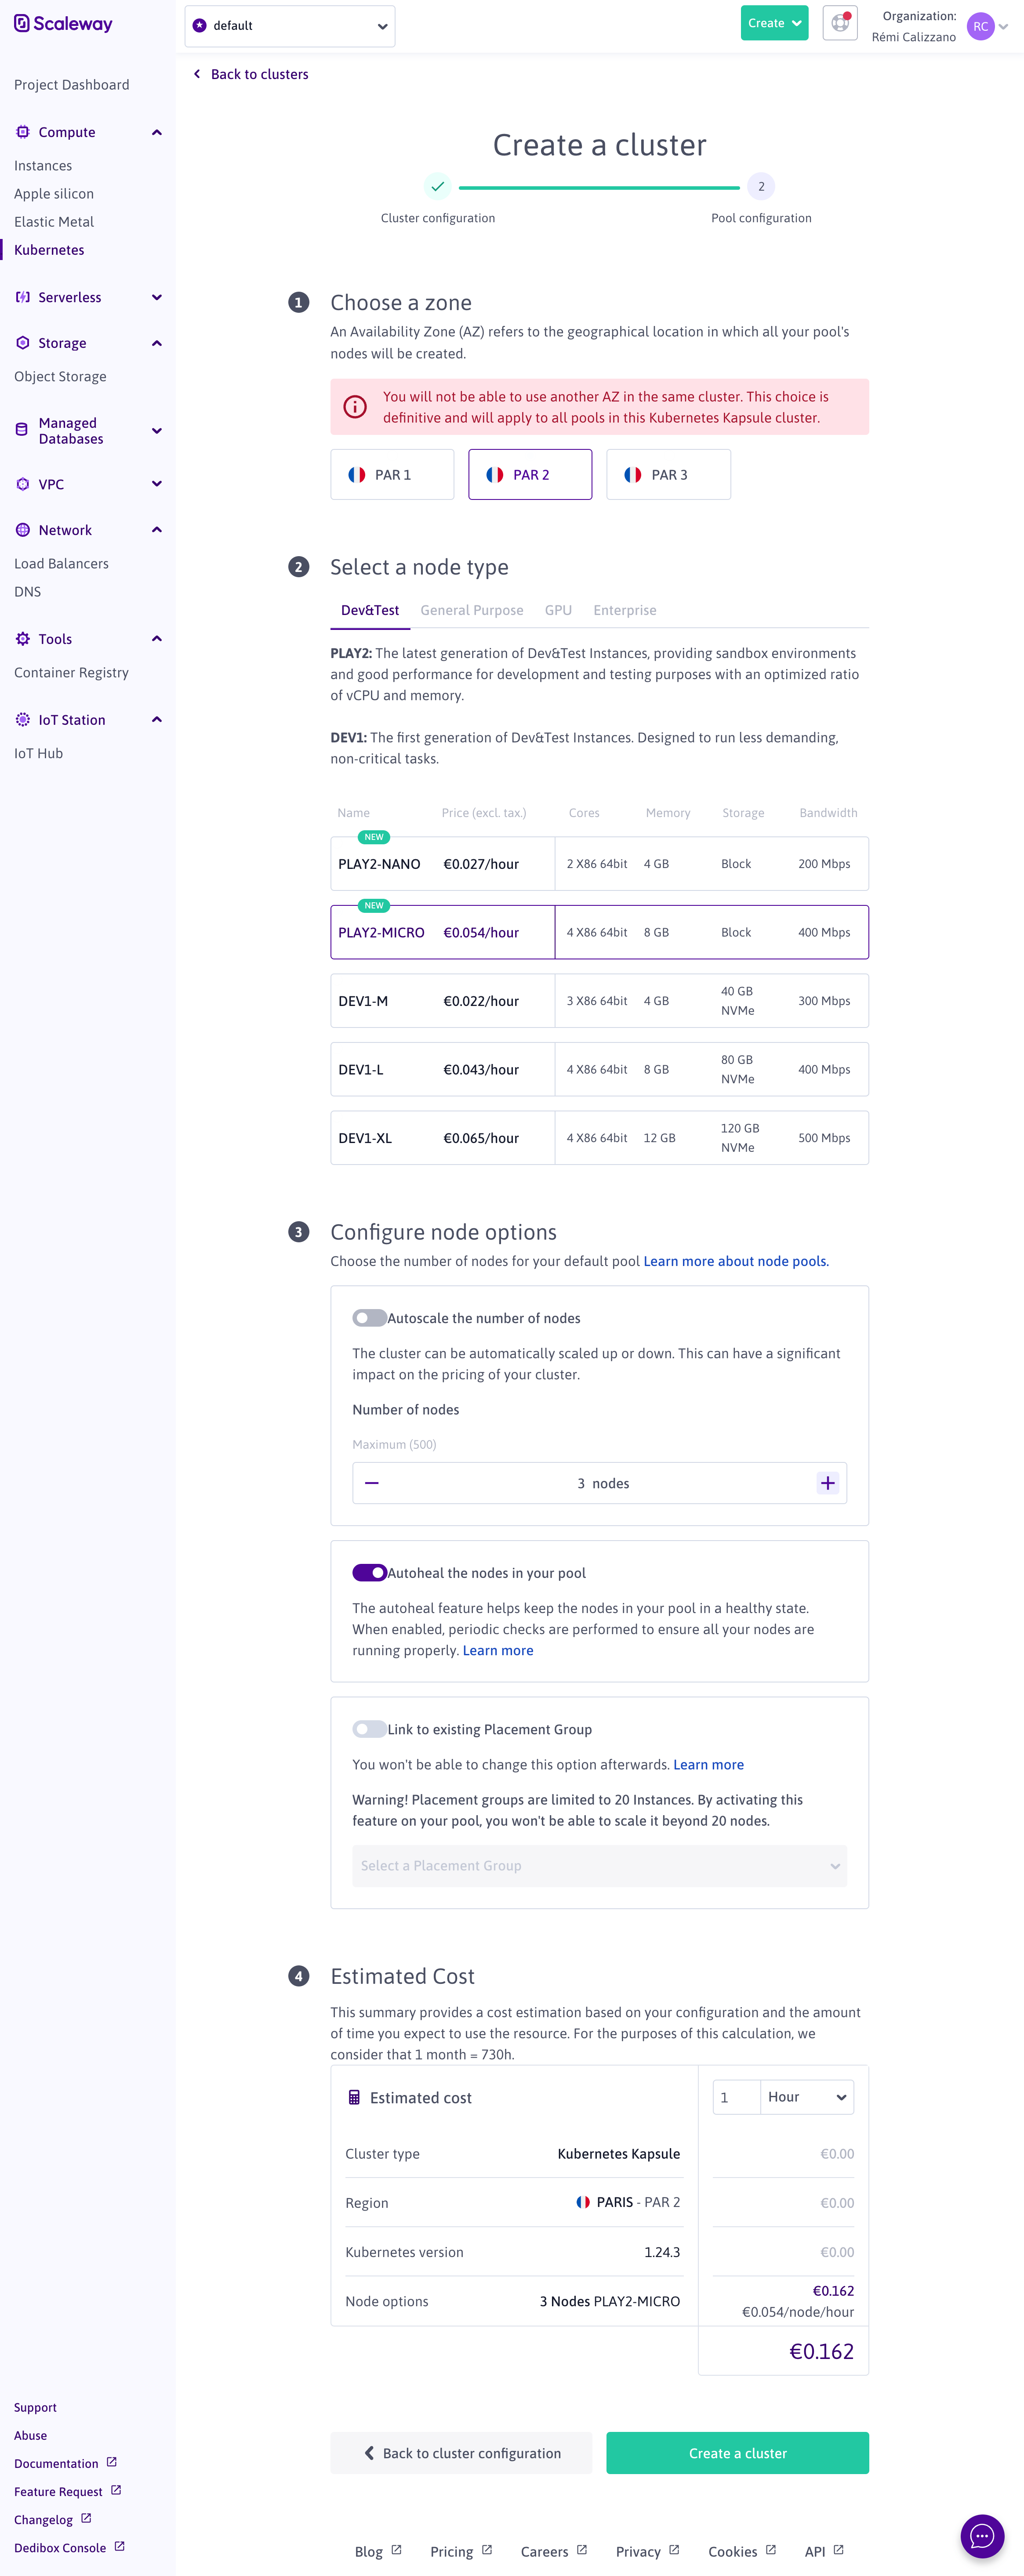 Scaleway
default
Create
Organization:
Rémi Calizzano
RC
Project Dashboard
Compute
Instances
Apple silicon
Elastic Metal
Kubernetes
Serverless
Storage
Object Storage
Managed
Databases
VPC
Network
Load Balancers
DNS
Tools
Container Registry
IoT Station
IoT Hub
Support
Abuse
Documentation
Feature Request
Changelog
Dedibox Console
Back to clusters
Create a cluster
2
Cluster configuration
Pool configuration
1 Choose a zone
An Availability Zone (AZ) refers to the geographical location in which all your pool's
nodes will be created.
You will not be able to use another AZ in the same cluster. This choice is
definitive and will apply to all pools in this Kubernetes Kapsule cluster.
PAR 1 PAR 2 PAR 3
2 Select a node type
Dev&Test General Purpose GPU Enterprise
PLAY2: The latest generation of Dev&Test Instances, providing sandbox environments
and good performance for development and testing purposes with an optimized ratio
of vCPU and memory.
DEV1: The first generation of Dev&Test Instances. Designed to run less demanding,
non-critical tasks.
Name Price (excl. tax.) Cores Memory Storage Bandwidth
NEW
PLAY2-NANO €0.027/hour 2 X86 64bit 4 GB Block 200 Mbps
NEW
PLAY2-MICRO €0.054/hour 4 X86 64bit 8 GB Block 400 Mbps
DEV1-M €0.022/hour 3 X86 64bit 4 GB 40 GB NVMe 300 Mbps
DEV1-L €0.043/hour 4 X86 64bit 8 GB 80 GB NVMe 400 Mbps
DEV1-XL €0.065/hour 4 X86 64bit 12 GB 120 GB NVMe 500 Mbps
3 Configure node options
Choose the number of nodes for your default pool Learn more about node pools.
Autoscale the number of nodes
The cluster can be automatically scaled up or down. This can have a significant
impact on the pricing of your cluster.
Number of nodes
Maximum (500)
3 nodes
Autoheal the nodes in your pool
The autoheal feature helps keep the nodes in your pool in a healthy state.
When enabled, periodic checks are performed to ensure all your nodes are
running properly. Learn more
Link to existing Placement Group
You won't be able to change this option afterwards. Learn more
Warning! Placement groups are limited to 20 Instances. By activating this
feature on your pool, you won't be able to scale it beyond 20 nodes.
Select a Placement Group
4 Estimated Cost
This summary provides a cost estimation based on your configuration and the amount
of time you expect to use the resource. For the purposes of this calculation, we
consider that 1 month = 730h.
Estimated cost 1 Hour
Cluster type Kubernetes Kapsule €0.00
Region PARIS - PAR 2 €0.00
Kubernetes version 1.24.3 €0.00
Node options 3 Nodes PLAY2-MICRO €0.162
€0.054/node/hour
€0.162
Back to cluster configuration
Create a cluster
Blog Pricing Careers Privacy Cookies API